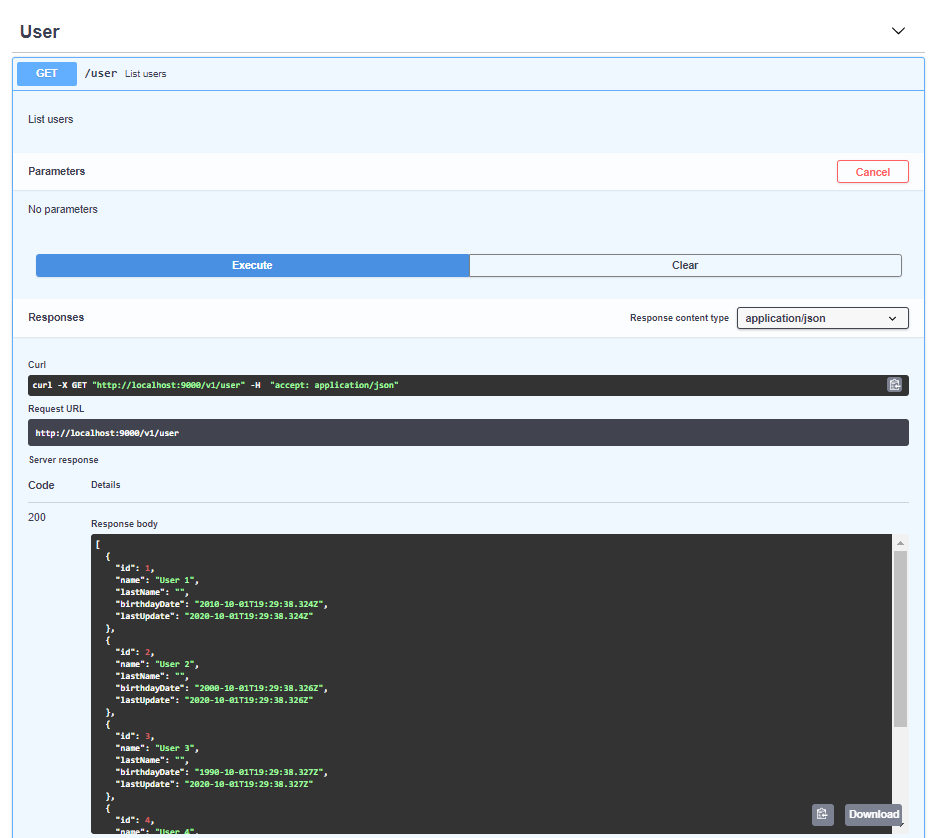 User
GET /user List users
List users
Parameters
Cancel
No parameters
Execute
Clear
Responses
Response content type
application/json
Curl
curl -X GET "http://localhost:9000/v1/user" -H  "accept: application/json"
Request URL
http://localhost:9000/v1/user
Server response
Code
Details
200
Response body
[
  {
    "id": 1,
    "name": "User 1",
    "lastName": "",
    "birthdayDate": "2010-10-01T19:29:38.324Z",
    "lastUpdate": "2020-10-01T19:29:38.324Z"
  },
  {
    "id": 2,
    "name": "User 2",
    "lastName": "",
    "birthdayDate": "2000-10-01T19:29:38.326Z",
    "lastUpdate": "2020-10-01T19:29:38.326Z"
  },
  {
    "id": 3,
    "name": "User 3",
    "lastName": "",
    "birthdayDate": "1990-10-01T19:29:38.327Z",
    "lastUpdate": "2020-10-01T19:29:38.327Z"
  },
  {
    "id": 4,
    "name": "User 4",
Download